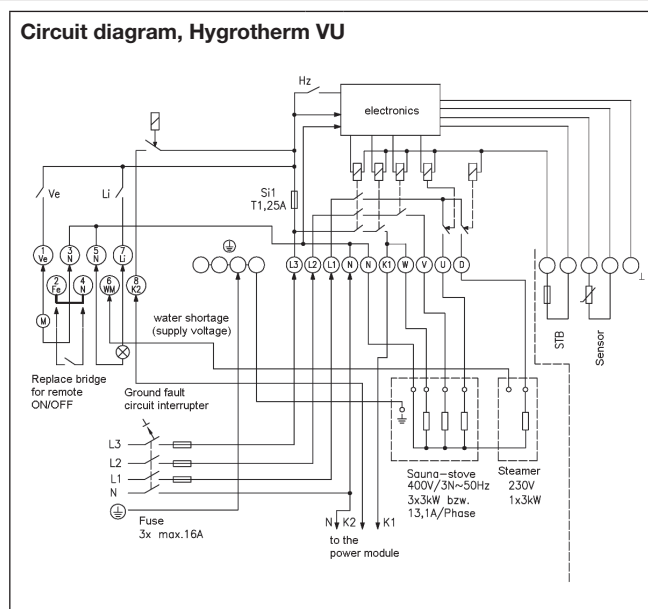 Circuit diagram, Hygrotherm VU
Hz
electronics
Ve
Li
Si1
T1,25A
1
Ve
3
N
5
N
7
Li
2
Fe
4
N
6
WM
8
K2
L3
L2
L1
N
N
K1
W
V
U
D
M
water shortage
(supply voltage)
STB
Sensor
Replace bridge
for remote
ON/OFF
Ground fault
circuit interrupter
L3
L2
L1
N
Fuse
3x max.16A
N K2 K1
to the
power module
Sauna-stove
400V/3N~50Hz
3x3kW bzw.
13,1A/Phase
Steamer
230V
1x3kW